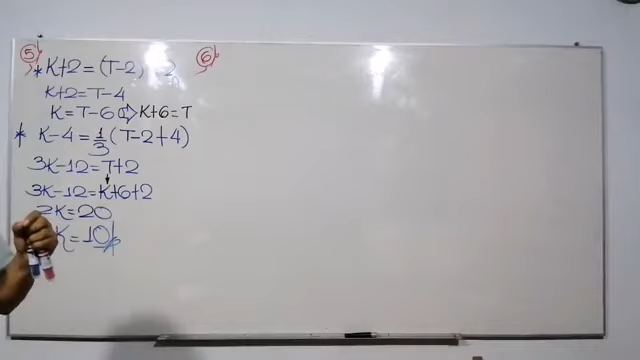 5) 6)
* K+2=(T-2)-2
K+2=T-4
K=T-6 ⇨ K+6=T
* K-4=1/3(T-2+4)
3K-12=T+2
3K-12=K+6+2
2K=20
K=10